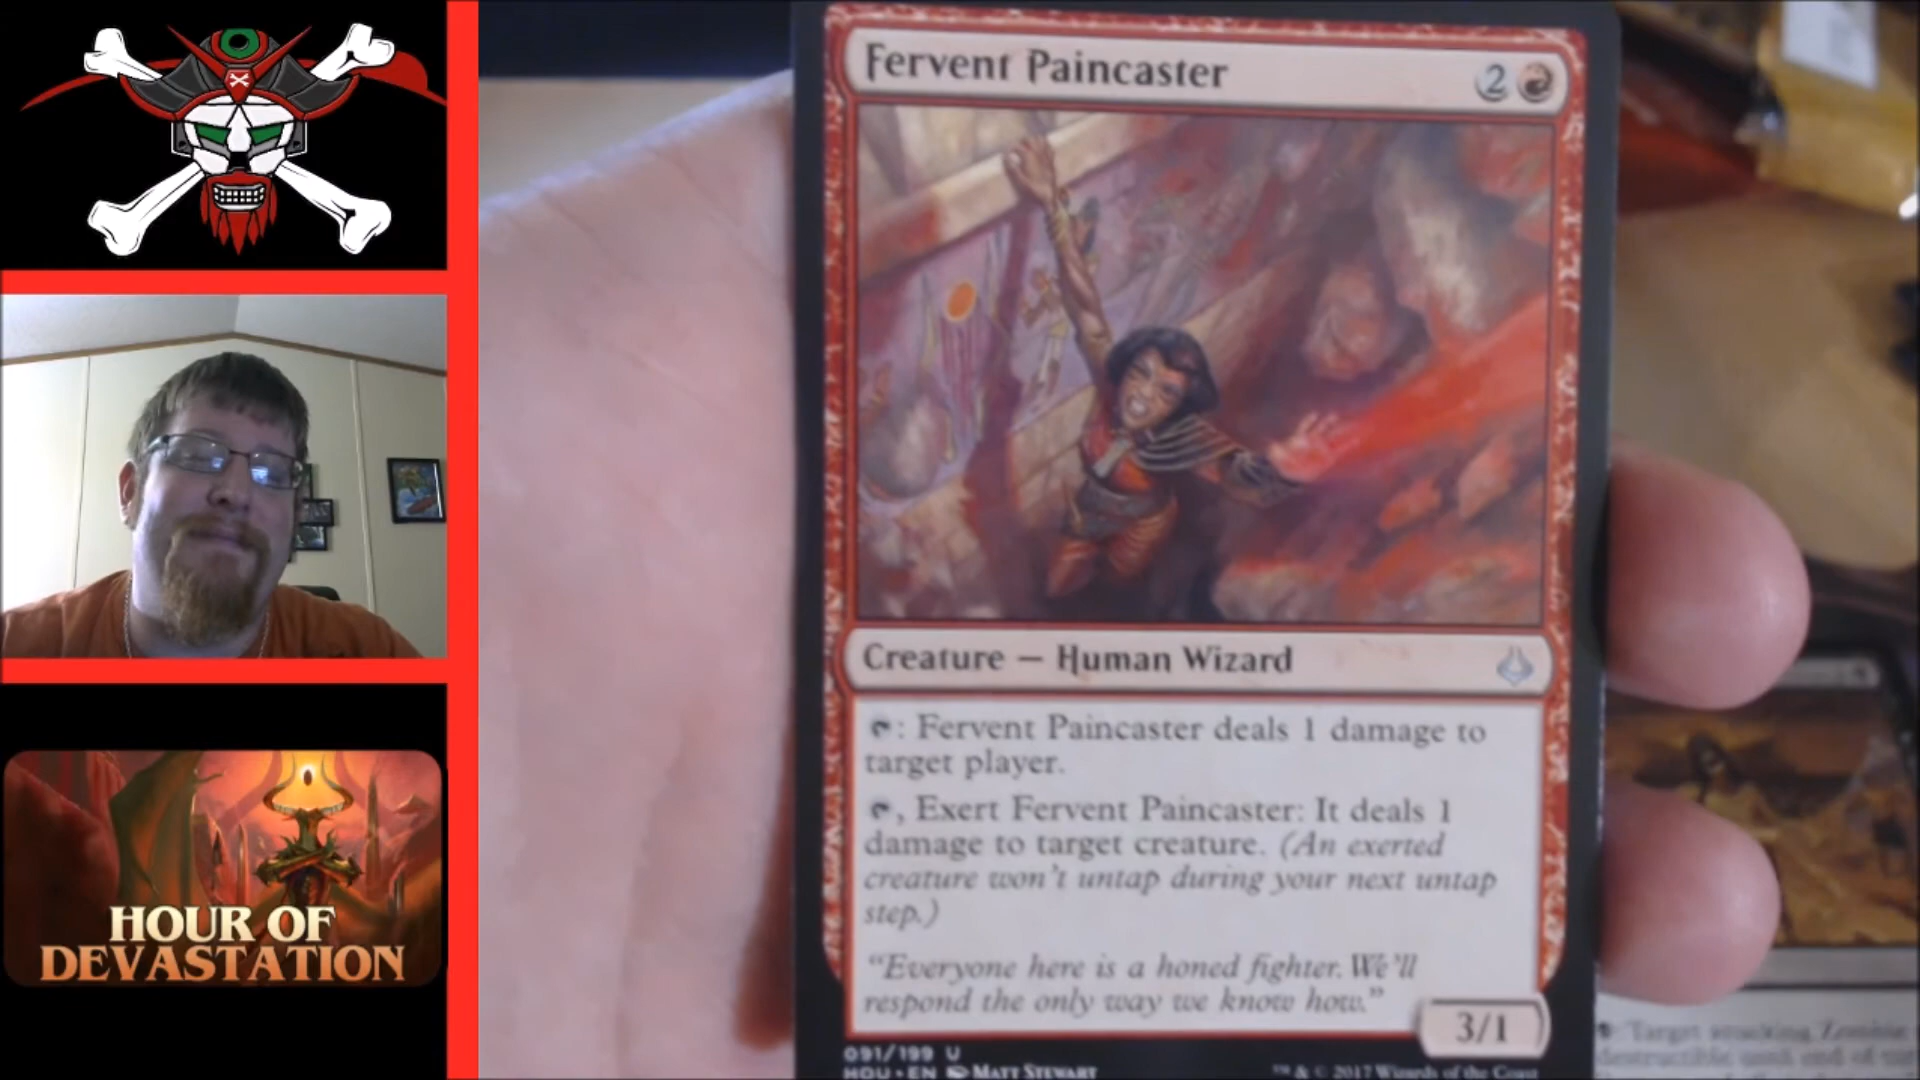 Fervent Paincaster
2
Creature — Human Wizard
: Fervent Paincaster deals 1 damage to
target player.
, Exert Fervent Paincaster: It deals 1
damage to target creature. (An exerted
creature won't untap during your next untap
step.)
"Everyone here is a honed fighter. We'll
respond the only way we know how."
3/1
091/199 U
HOU • EN MATT STEWART
™ & © 2017 Wizards of the Coast
HOUR OF
DEVASTATION
: Target attacking Zombie